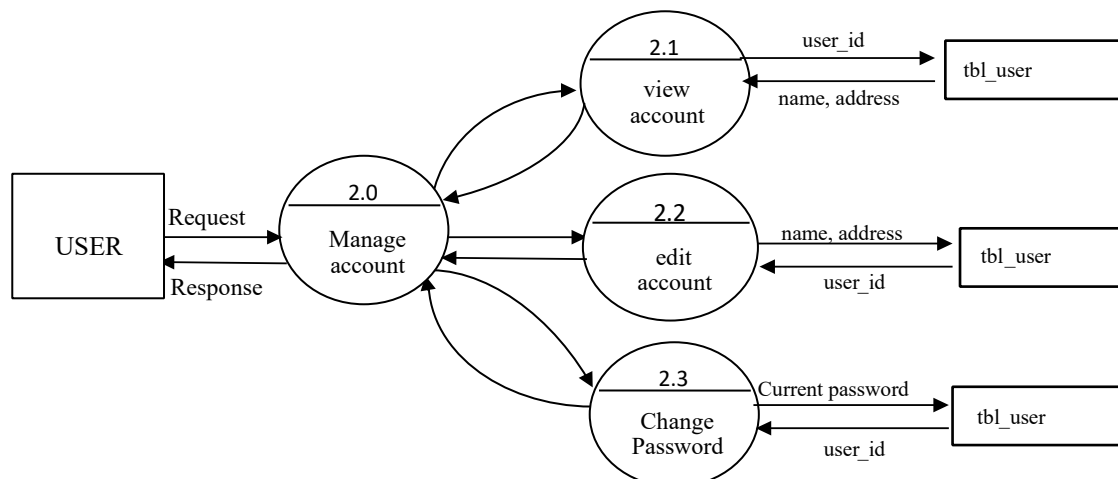 USER
Request
Response
2.0
Manage
account
2.1
view
account
user_id
name, address
tbl_user
2.2
edit
account
name, address
user_id
tbl_user
2.3
Change
Password
Current password
user_id
tbl_user